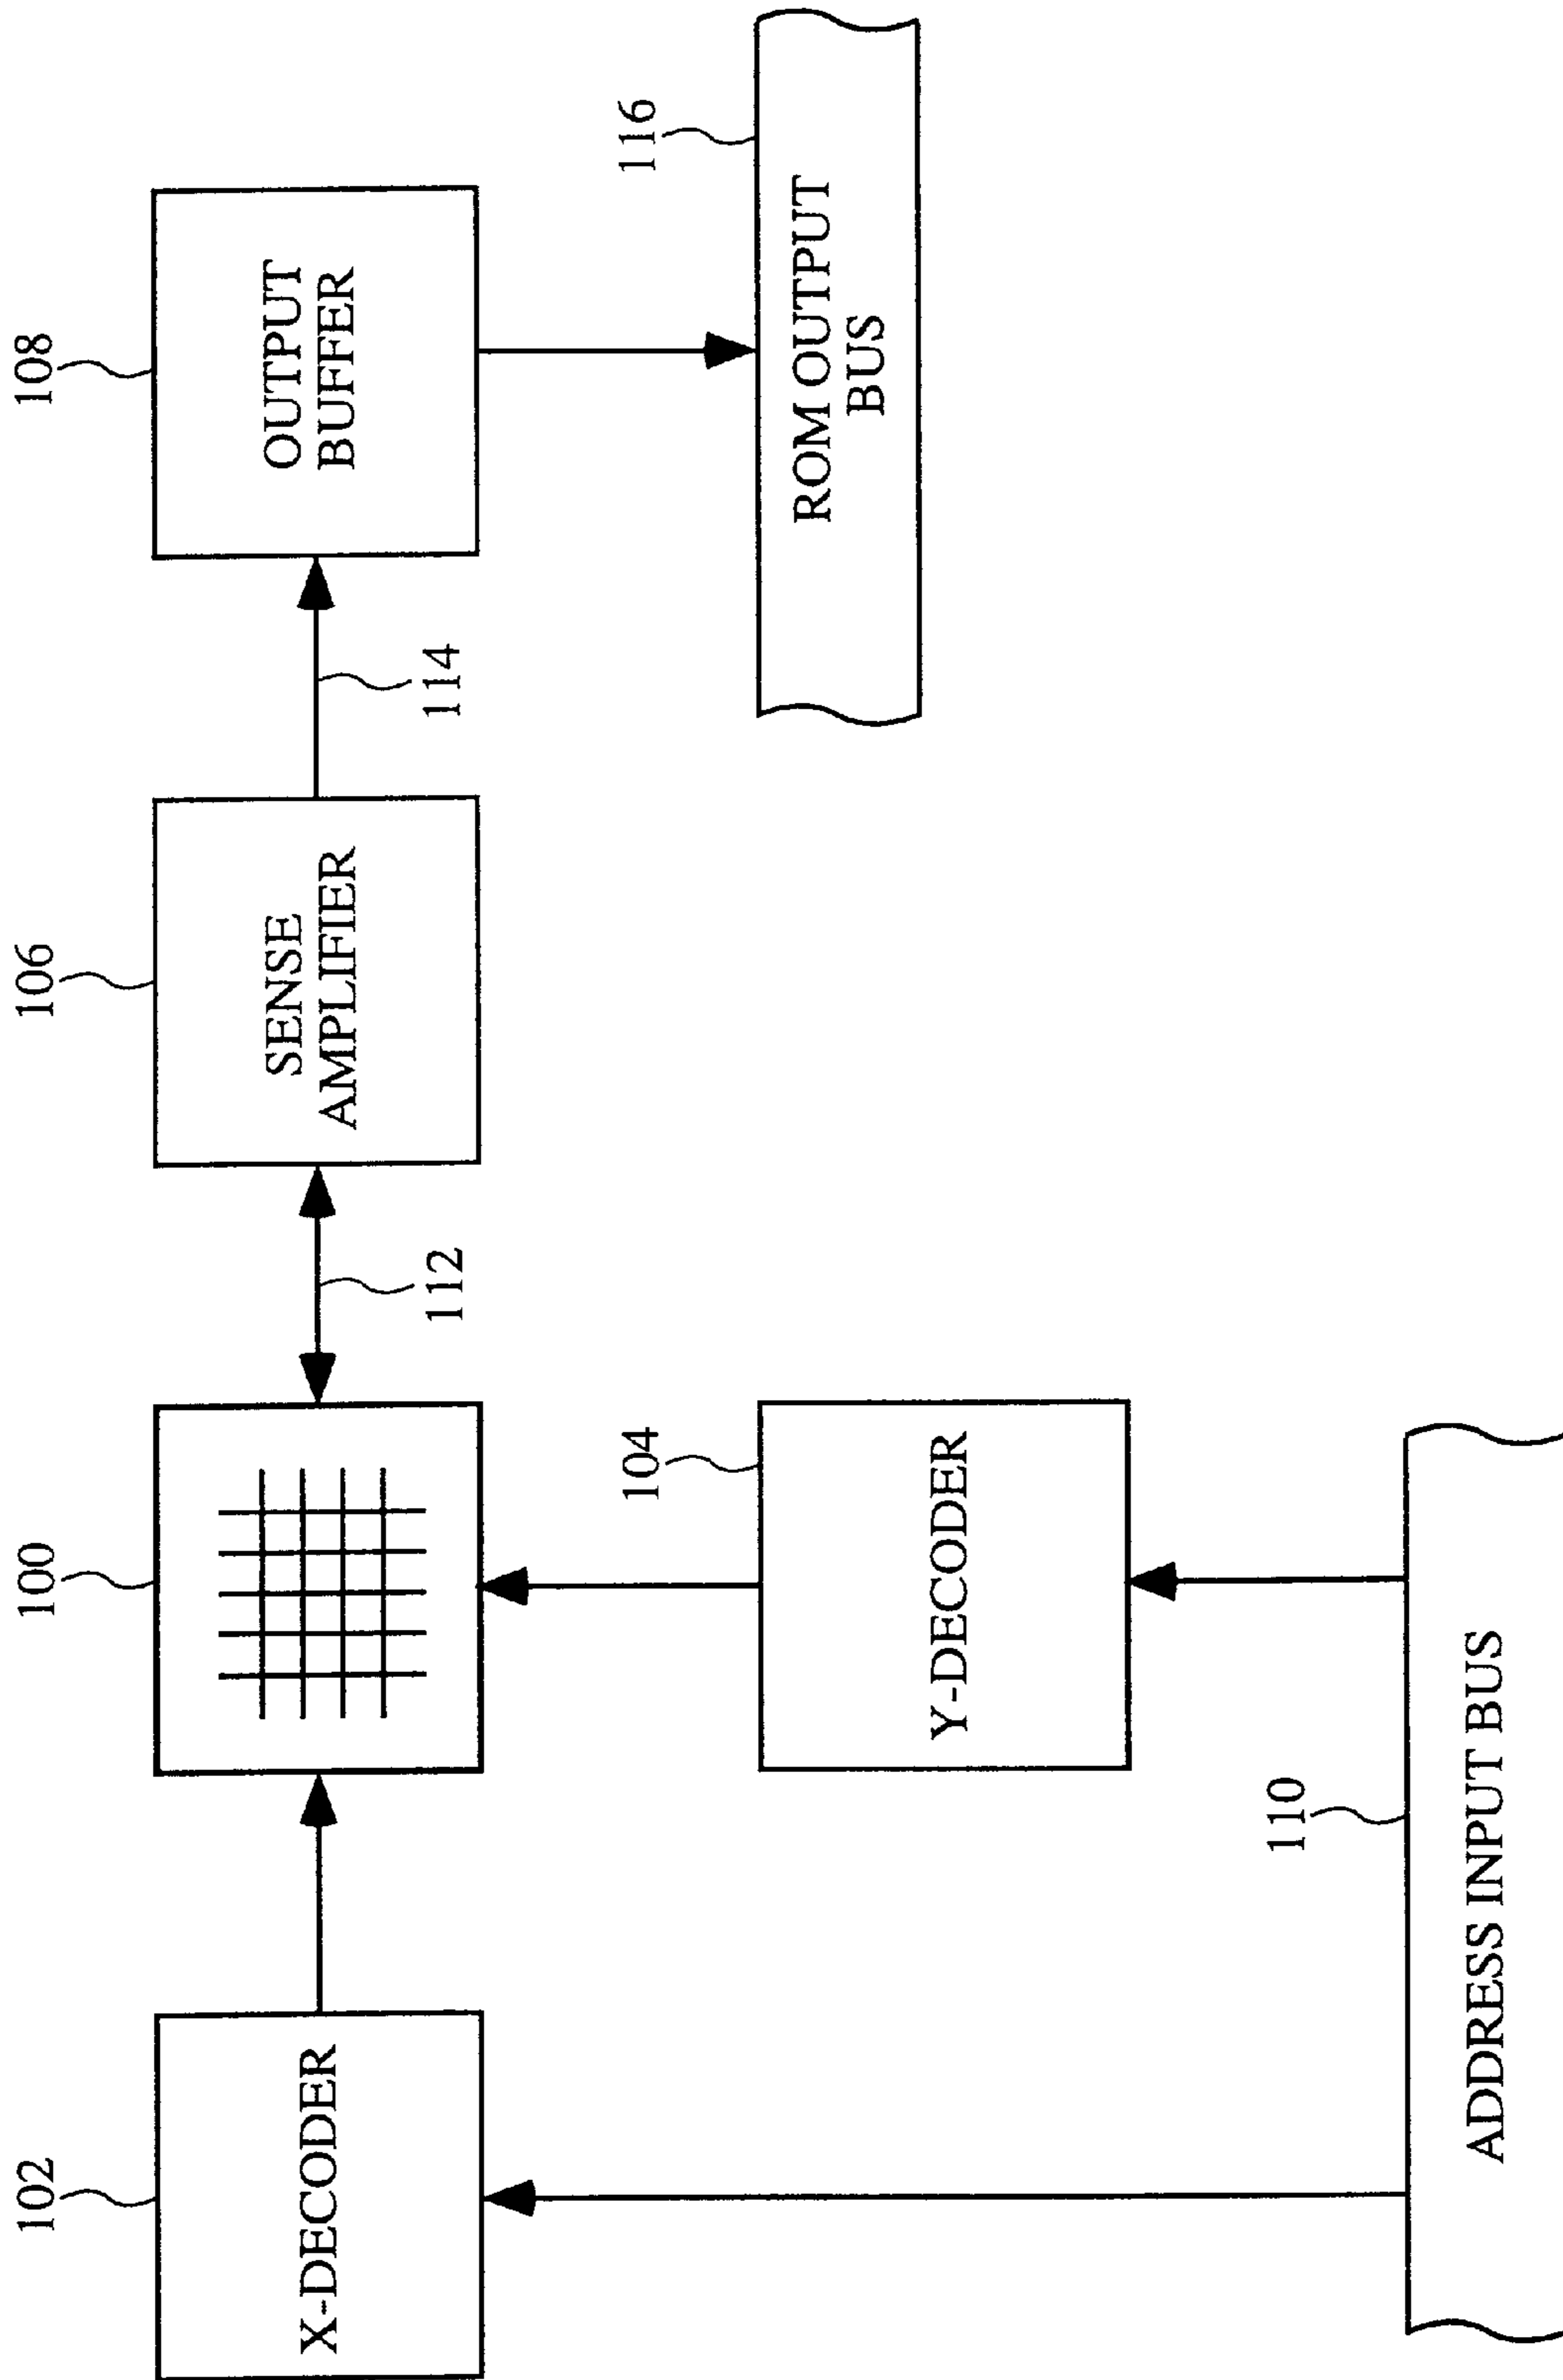 102
X-DECODER
100
106
SENSE
AMPLIFIER
108
OUTPUT
BUFFER
112
114
104
Y-DECODER
116
ROM OUTPUT
BUS
110
ADDRESS INPUT BUS